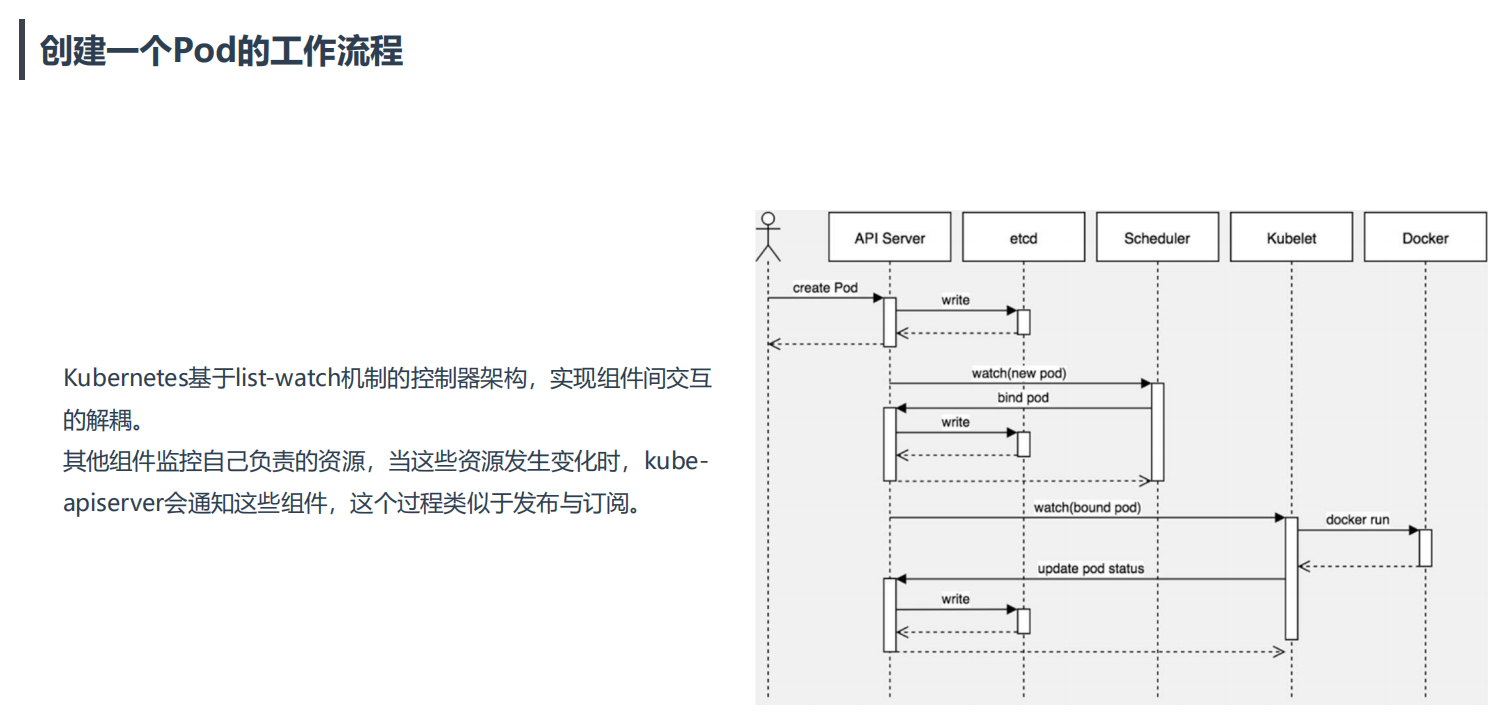 创建一个Pod的工作流程
Kubernetes基于list-watch机制的控制器架构，实现组件间交互
的解耦。
其他组件监控自己负责的资源，当这些资源发生变化时，kube-
apiserver会通知这些组件，这个过程类似于发布与订阅。
API Server
etcd
Scheduler
Kubelet
Docker
create Pod
write
watch(new pod)
bind pod
write
watch(bound pod)
docker run
update pod status
write